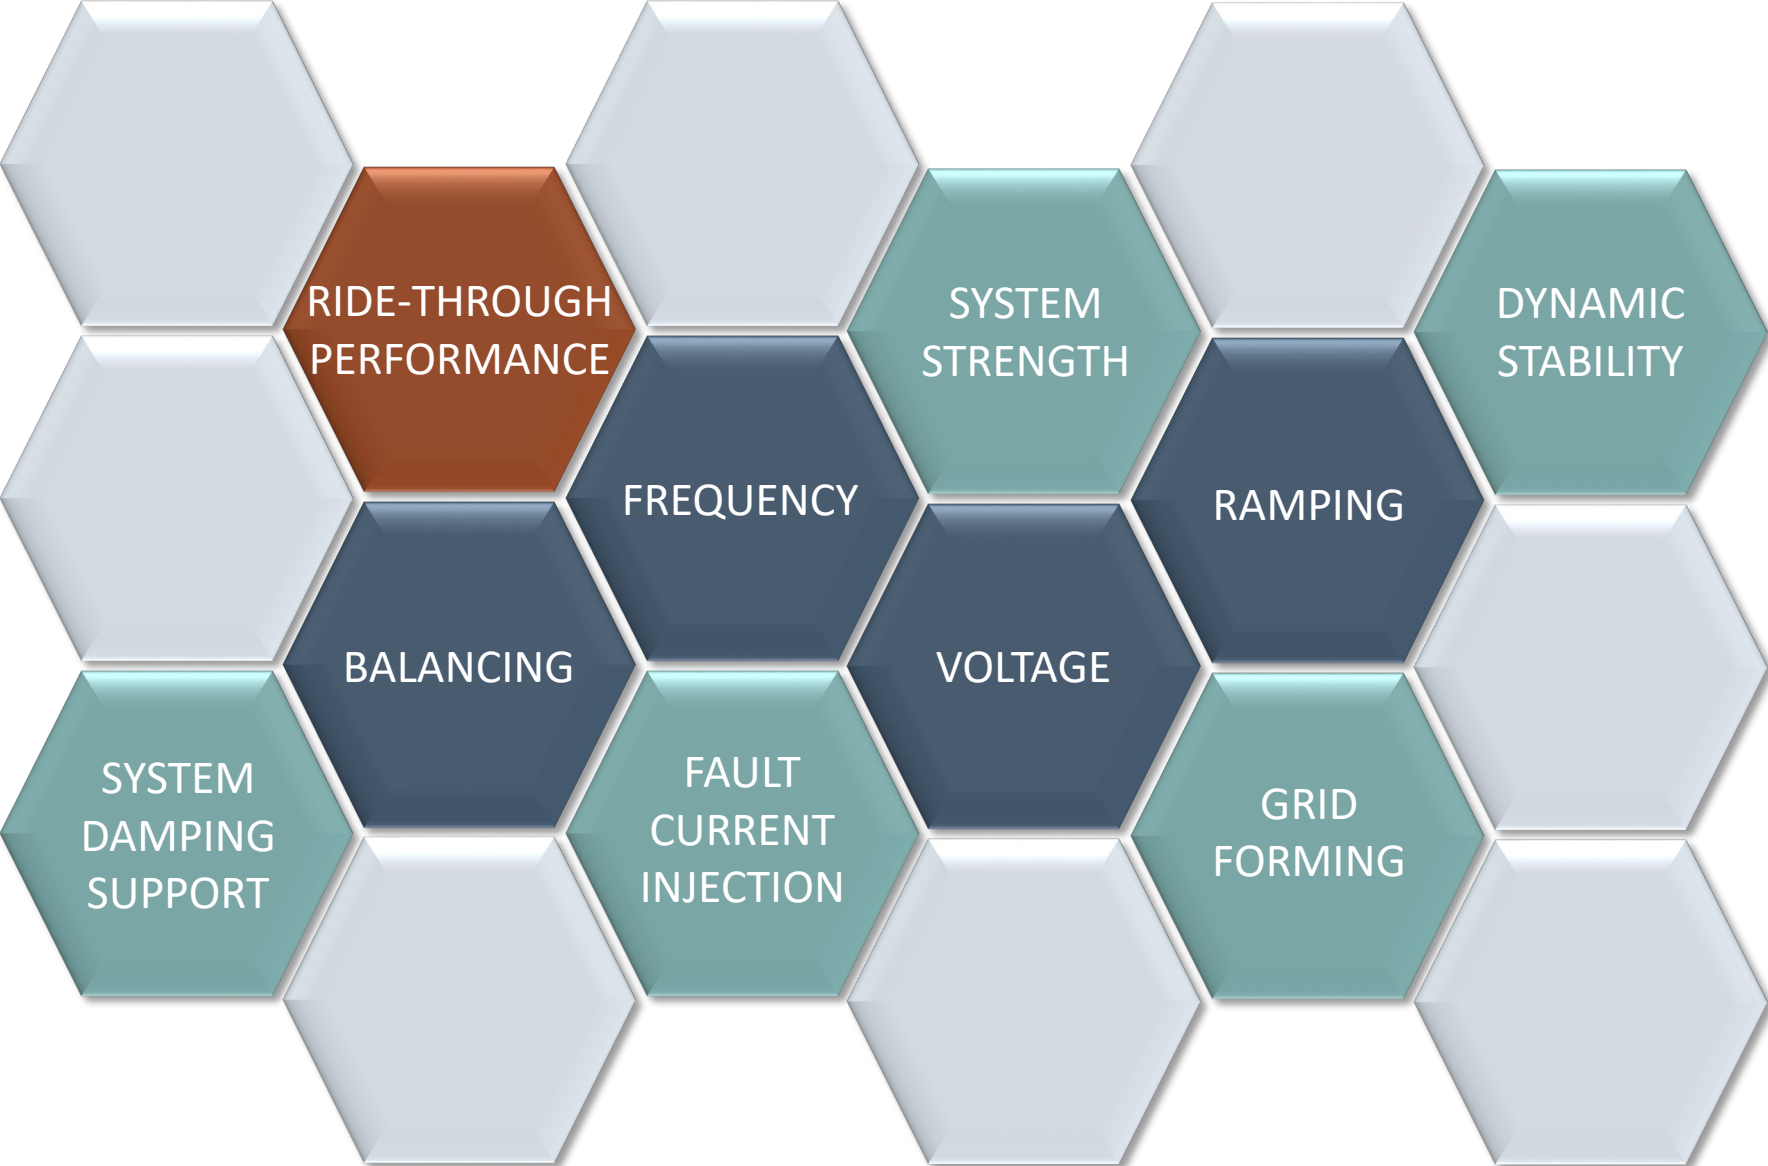 RIDE-THROUGH
PERFORMANCE
SYSTEM
STRENGTH
DYNAMIC
STABILITY
FREQUENCY
RAMPING
BALANCING
VOLTAGE
SYSTEM
DAMPING
SUPPORT
FAULT
CURRENT
INJECTION
GRID
FORMING